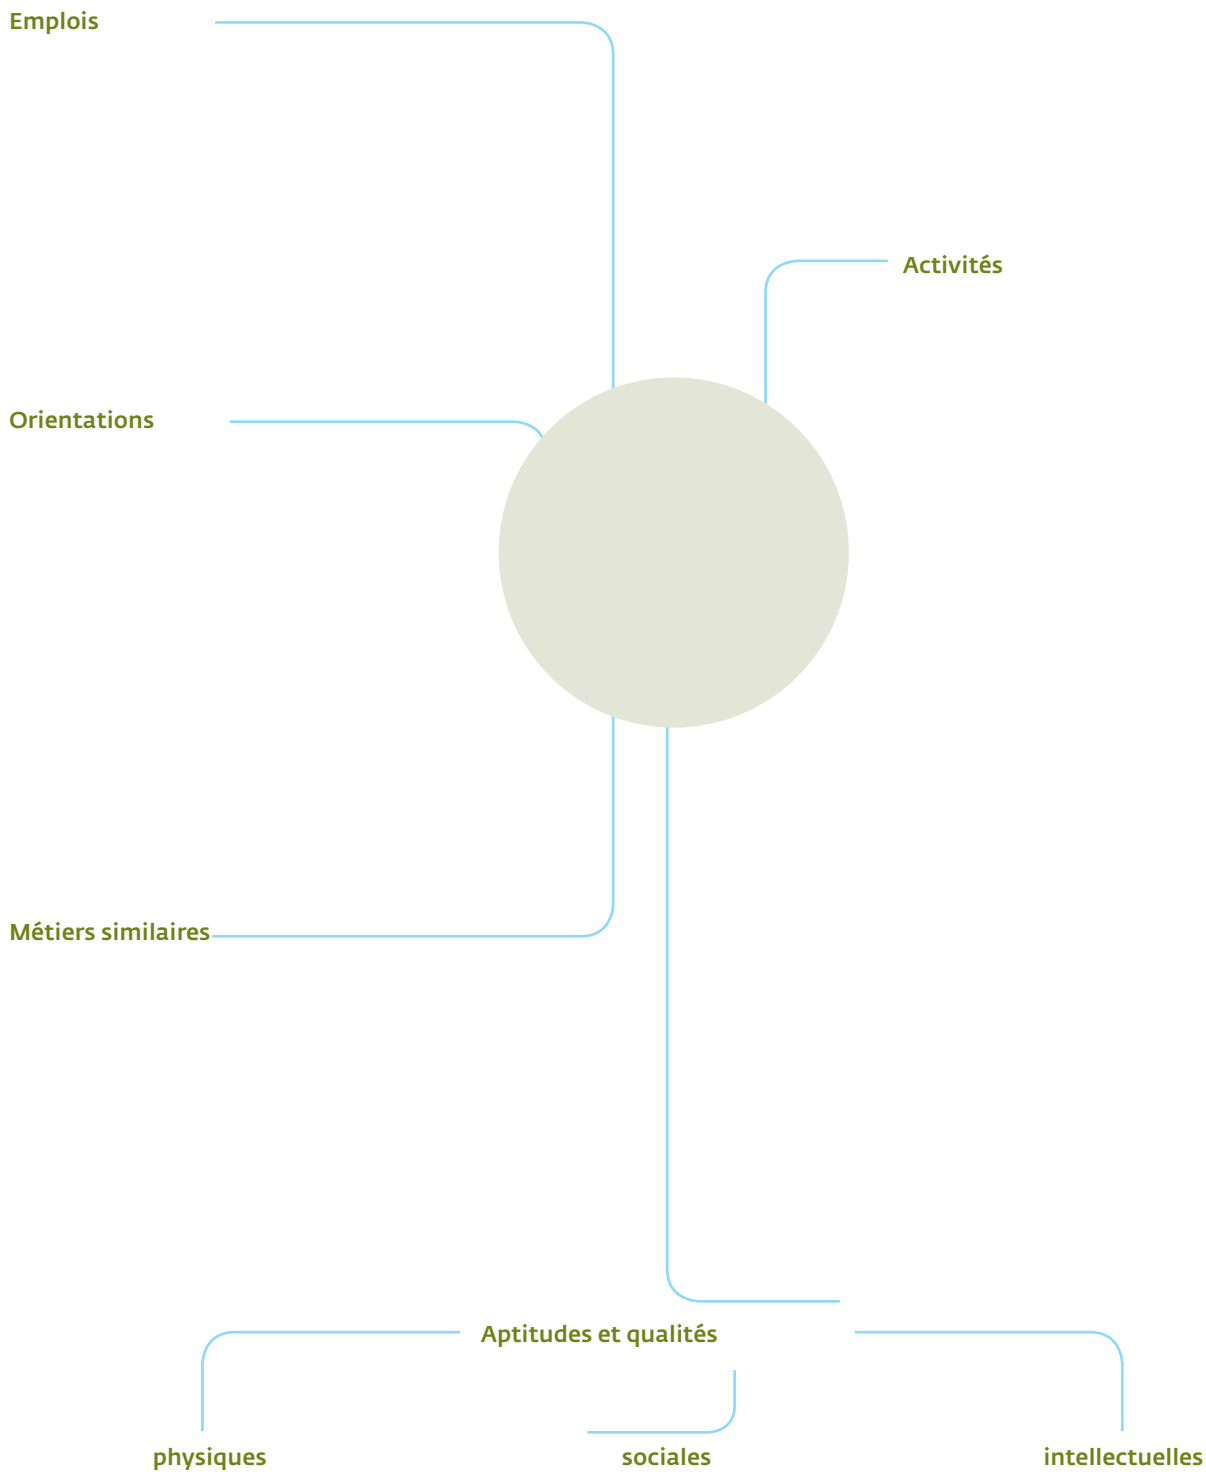 Emplois
Activités
Orientations
Métiers similaires
Aptitudes et qualités
physiques
sociales
intellectuelles